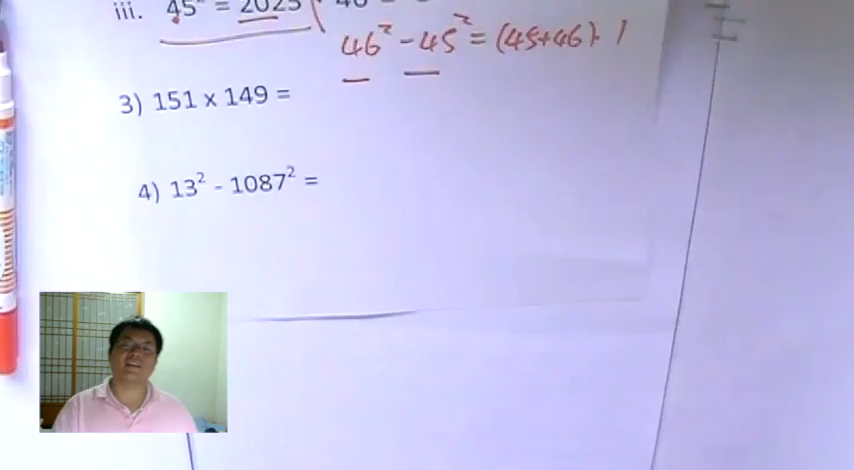 iii. 45² = 2025
46² - 45² = (45+46) · 1
3) 151 x 149 =
4) 13² - 1087² =